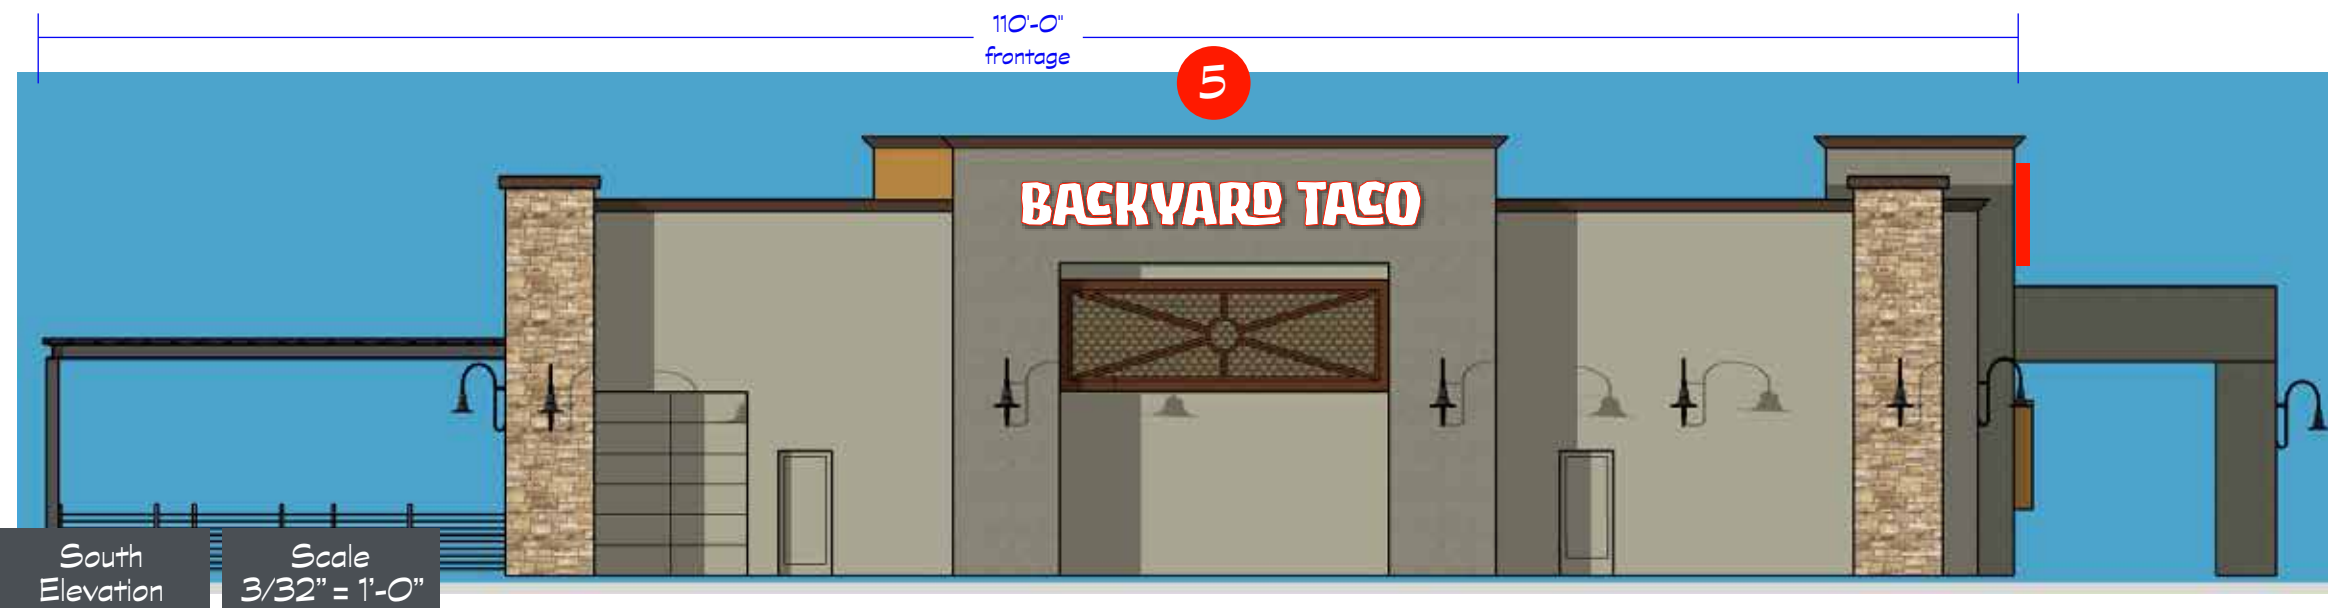 110'-0"
frontage
5
BACKYARD TACO
South
Elevation
Scale
3/32” = 1’-0”